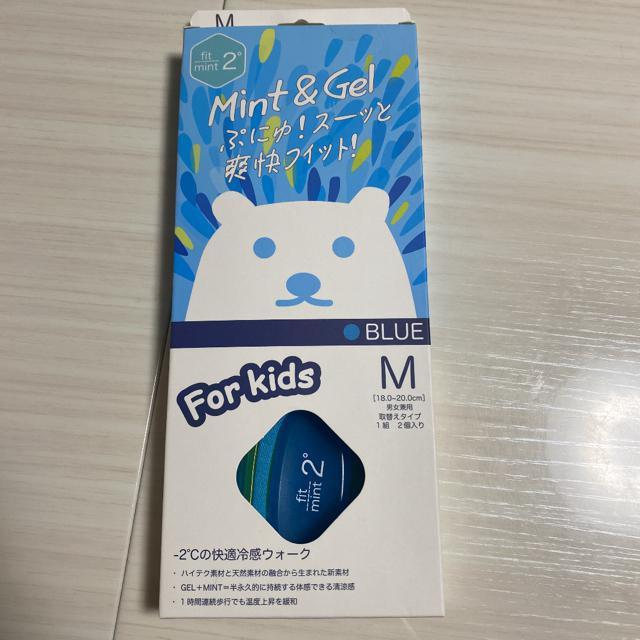 M
fit
mint 2°
Mint & Gel
ぷにゅ!スーッと
爽快フィット!
BLUE
For kids
M
[18.0~20.0cm]
男女兼用
取替えタイプ
1組 2個入り
fit
mint 2°
-2℃の快適冷感ウォーク
・ハイテク素材と天然素材の融合から生まれた新素材
・GEL+MINT=半永久的に持続する体感できる清涼感
・1時間連続歩行でも温度上昇を緩和